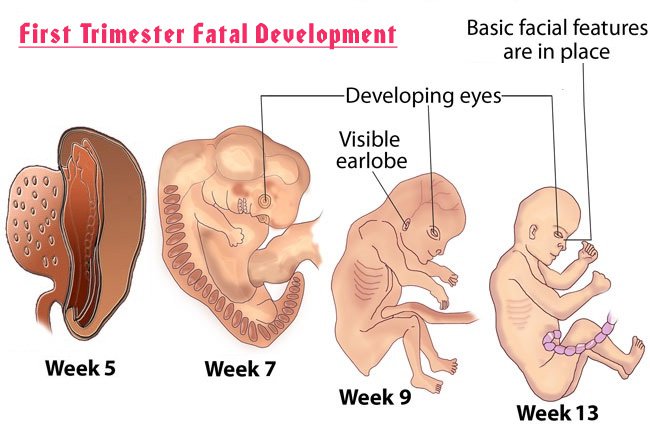 First Trimester Fatal Development
Basic facial features
are in place
Developing eyes
Visible
earlobe
Week 5
Week 7
Week 9
Week 13